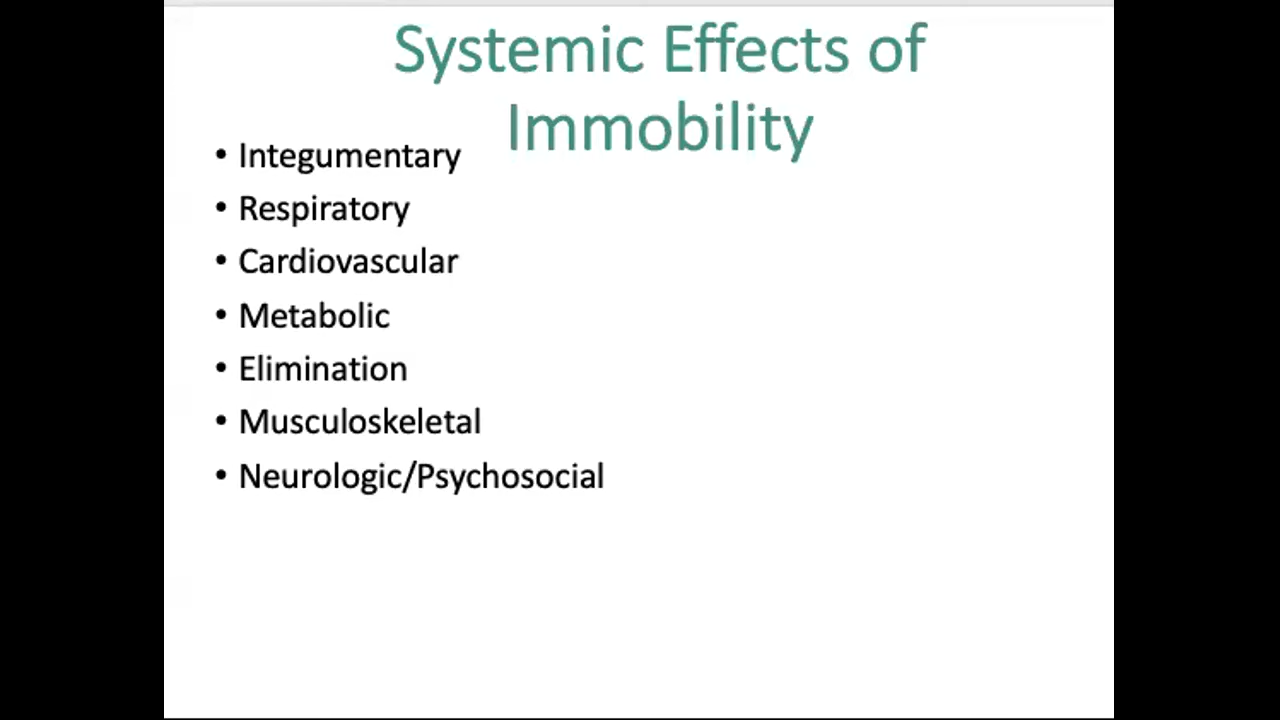 Systemic Effects of
Immobility
• Integumentary
• Respiratory
• Cardiovascular
• Metabolic
• Elimination
• Musculoskeletal
• Neurologic/Psychosocial